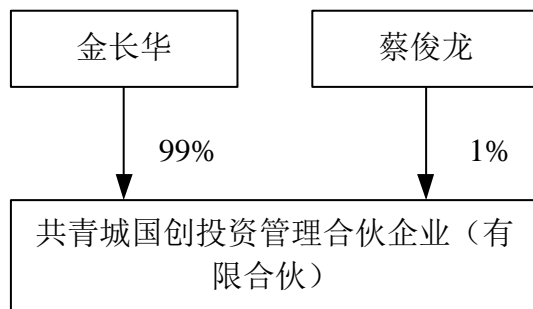 金长华
蔡俊龙
99%
1%
共青城国创投资管理合伙企业（有
限合伙）